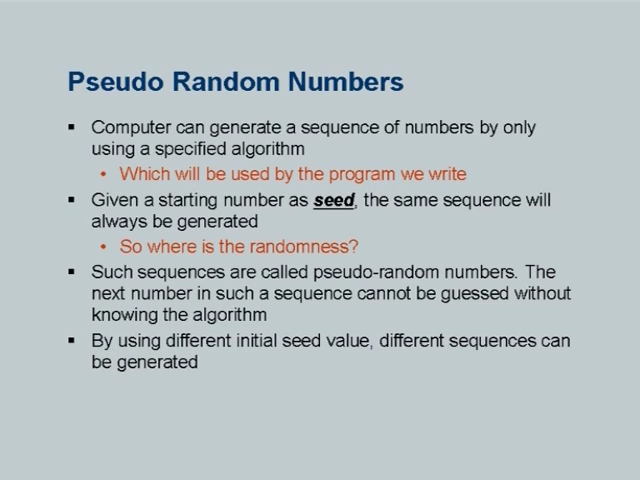 Pseudo Random Numbers
▪ Computer can generate a sequence of numbers by only
using a specified algorithm
• Which will be used by the program we write
▪ Given a starting number as seed, the same sequence will
always be generated
• So where is the randomness?
▪ Such sequences are called pseudo-random numbers. The
next number in such a sequence cannot be guessed without
knowing the algorithm
▪ By using different initial seed value, different sequences can
be generated